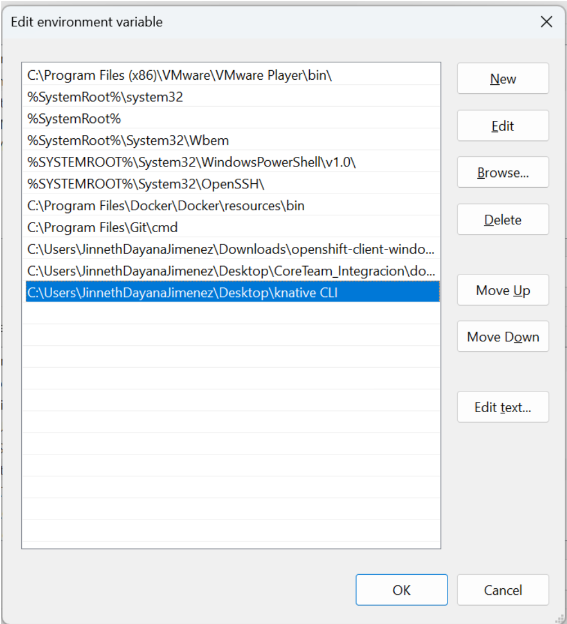 Edit environment variable
C:\Program Files (x86)\VMware\VMware Player\bin\
%SystemRoot%\system32
%SystemRoot%
%SystemRoot%\System32\Wbem
%SYSTEMROOT%\System32\WindowsPowerShell\v1.0\
%SYSTEMROOT%\System32\OpenSSH\
C:\Program Files\Docker\Docker\resources\bin
C:\Program Files\Git\cmd
C:\Users\JinnethDayanaJimenez\Downloads\openshift-client-windo...
C:\Users\JinnethDayanaJimenez\Desktop\CoreTeam_Integracion\do...
C:\Users\JinnethDayanaJimenez\Desktop\knative CLI
New
Edit
Browse...
Delete
Move Up
Move Down
Edit text...
OK
Cancel